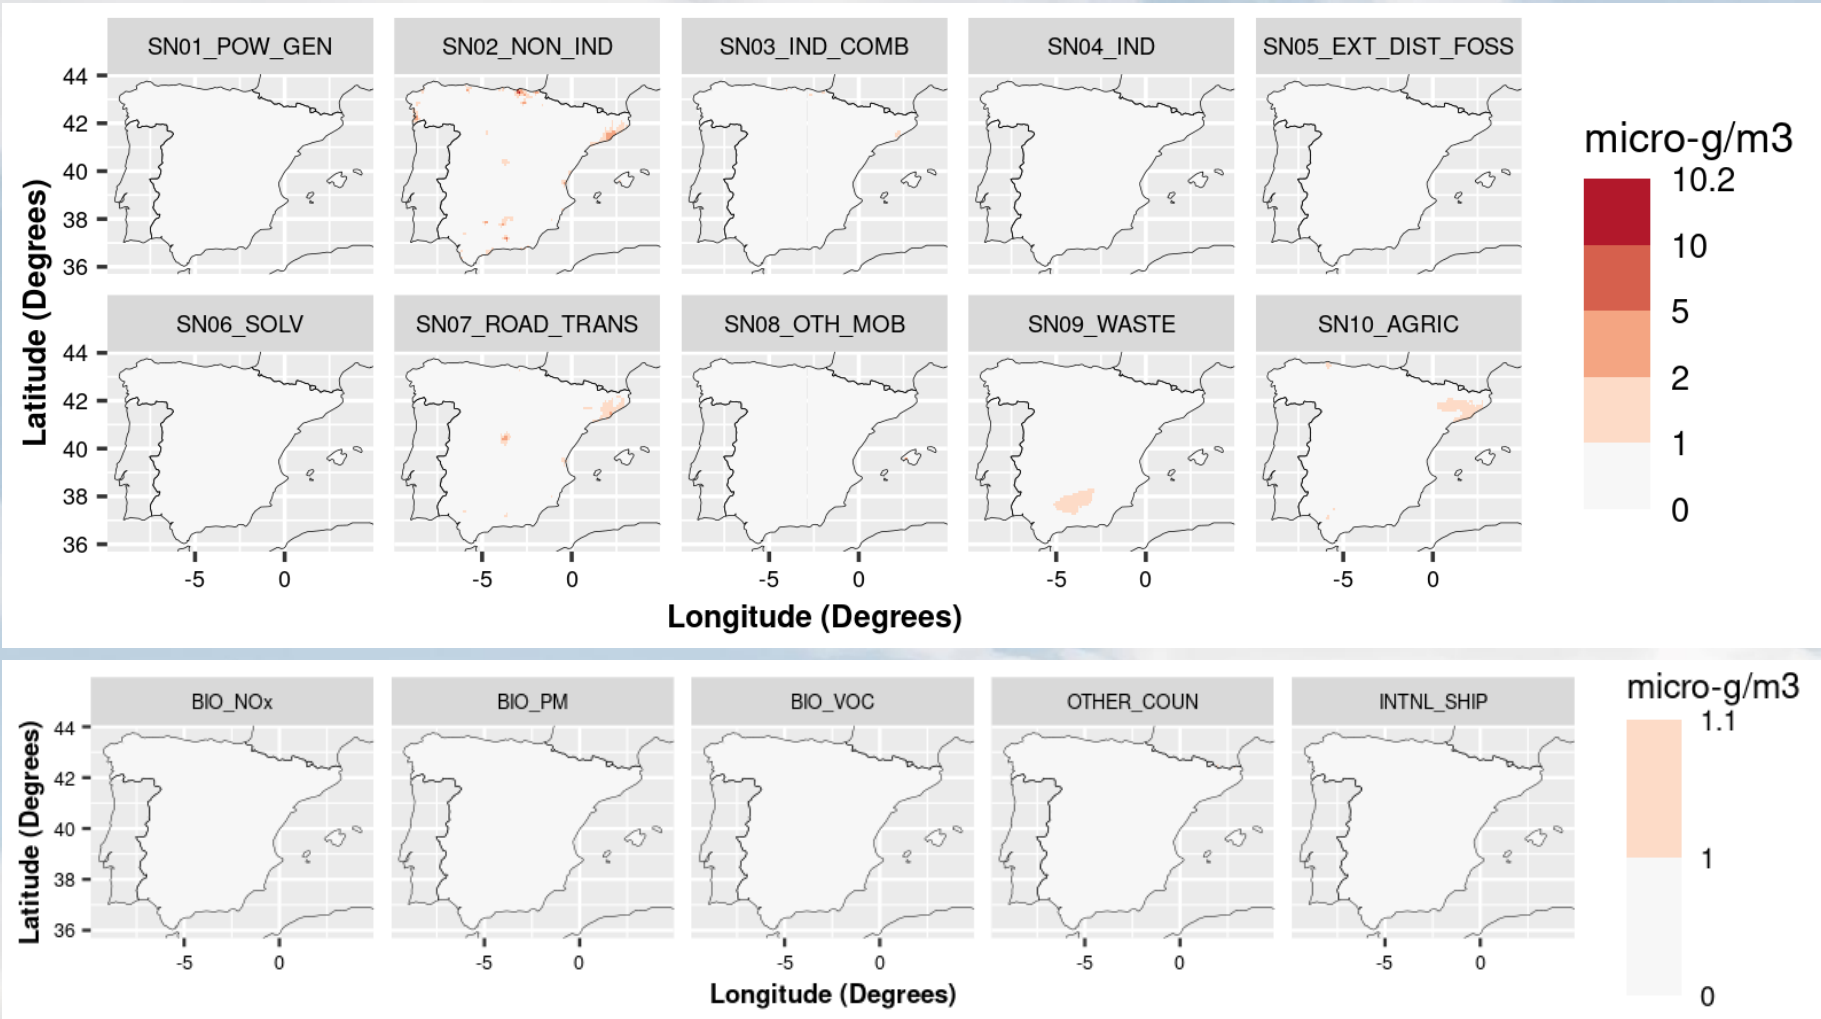 SN01_POW_GEN SN02_NON_IND SN03_IND_COMB SN04_IND SN05_EXT_DIST_FOSS
44
42
40
38
36
SN06_SOLV SN07_ROAD_TRANS SN08_OTH_MOB SN09_WASTE SN10_AGRIC
44
42
40
38
36
-5 0 -5 0 -5 0 -5 0 -5 0
Latitude (Degrees)
Longitude (Degrees)
micro-g/m3
10.2
10
5
2
1
0
BIO_NOx BIO_PM BIO_VOC OTHER_COUN INTNL_SHIP
44
42
40
38
36
-5 0 -5 0 -5 0 -5 0 -5 0
Latitude (Degrees)
Longitude (Degrees)
micro-g/m3
1.1
1
0